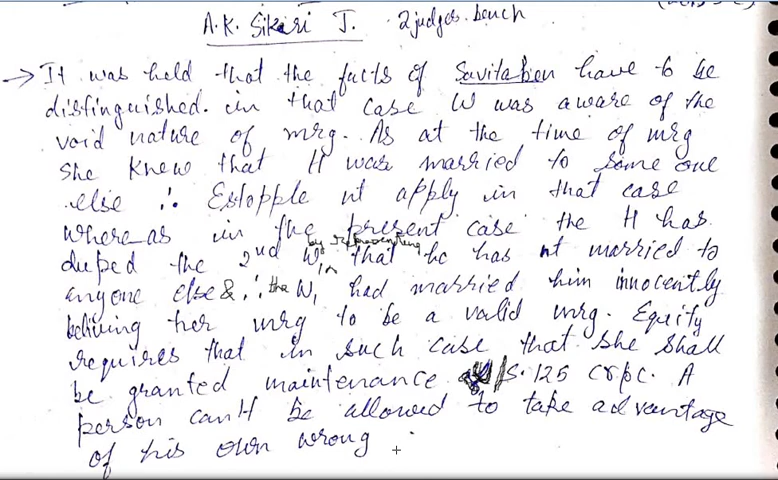 A.K. Sikri J. 2 judges bench
→ It was held that the facts of Savitaben have to be
distinguished. in that case W was aware of the
void nature of mrg. As at the time of mrg
she knew that H was married to some one
else ∴ Estopple nt apply in that case
where as in the present case the H has
duped the 2nd W, by representing that he has nt married to
anyone else & ∴ the W, had married him innocently
beliving her mrg to be a valid mrg. Equity
requires that in such case that she shall
be granted maintenance u/s. 125 crpc. A
person can't be allowed to take advantage
of his own wrong